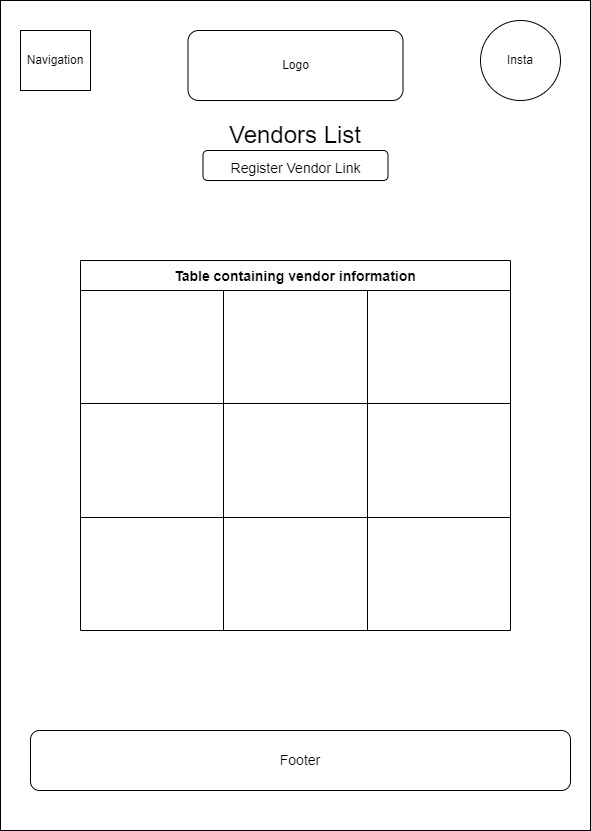 Navigation
Logo
Insta
Vendors List
Register Vendor Link
Table containing vendor information
Footer